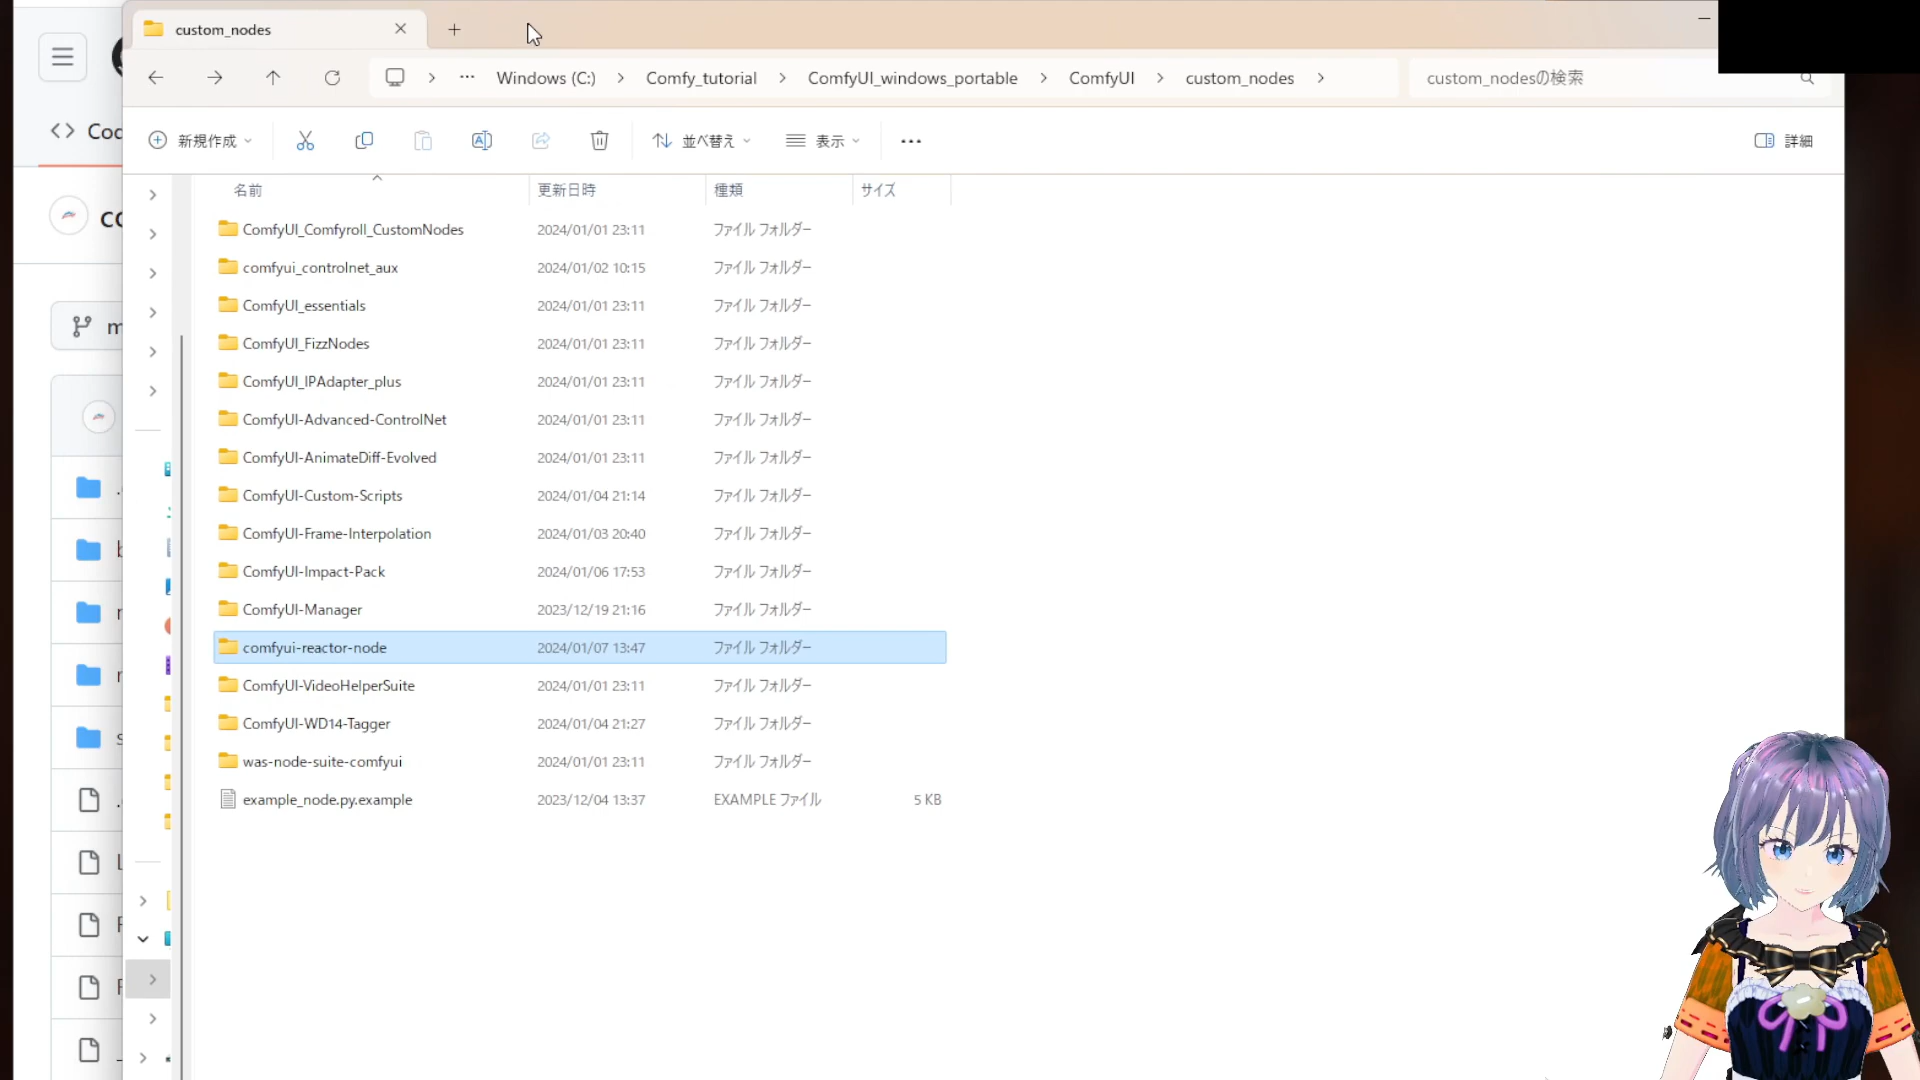 custom_nodes
Windows (C:) > Comfy_tutorial > ComfyUI_windows_portable > ComfyUI > custom_nodes >
custom_nodesの検索
新規作成
並べ替え
表示
詳細
名前 更新日時 種類 サイズ
ComfyUI_Comfyroll_CustomNodes 2024/01/01 23:11 ファイル フォルダー
comfyui_controlnet_aux 2024/01/02 10:15 ファイル フォルダー
ComfyUI_essentials 2024/01/01 23:11 ファイル フォルダー
ComfyUI_FizzNodes 2024/01/01 23:11 ファイル フォルダー
ComfyUI_IPAdapter_plus 2024/01/01 23:11 ファイル フォルダー
ComfyUI-Advanced-ControlNet 2024/01/01 23:11 ファイル フォルダー
ComfyUI-AnimateDiff-Evolved 2024/01/01 23:11 ファイル フォルダー
ComfyUI-Custom-Scripts 2024/01/04 21:14 ファイル フォルダー
ComfyUI-Frame-Interpolation 2024/01/03 20:40 ファイル フォルダー
ComfyUI-Impact-Pack 2024/01/06 17:53 ファイル フォルダー
ComfyUI-Manager 2023/12/19 21:16 ファイル フォルダー
comfyui-reactor-node 2024/01/07 13:47 ファイル フォルダー
ComfyUI-VideoHelperSuite 2024/01/01 23:11 ファイル フォルダー
ComfyUI-WD14-Tagger 2024/01/04 21:27 ファイル フォルダー
was-node-suite-comfyui 2024/01/01 23:11 ファイル フォルダー
example_node.py.example 2023/12/04 13:37 EXAMPLE ファイル 5 KB